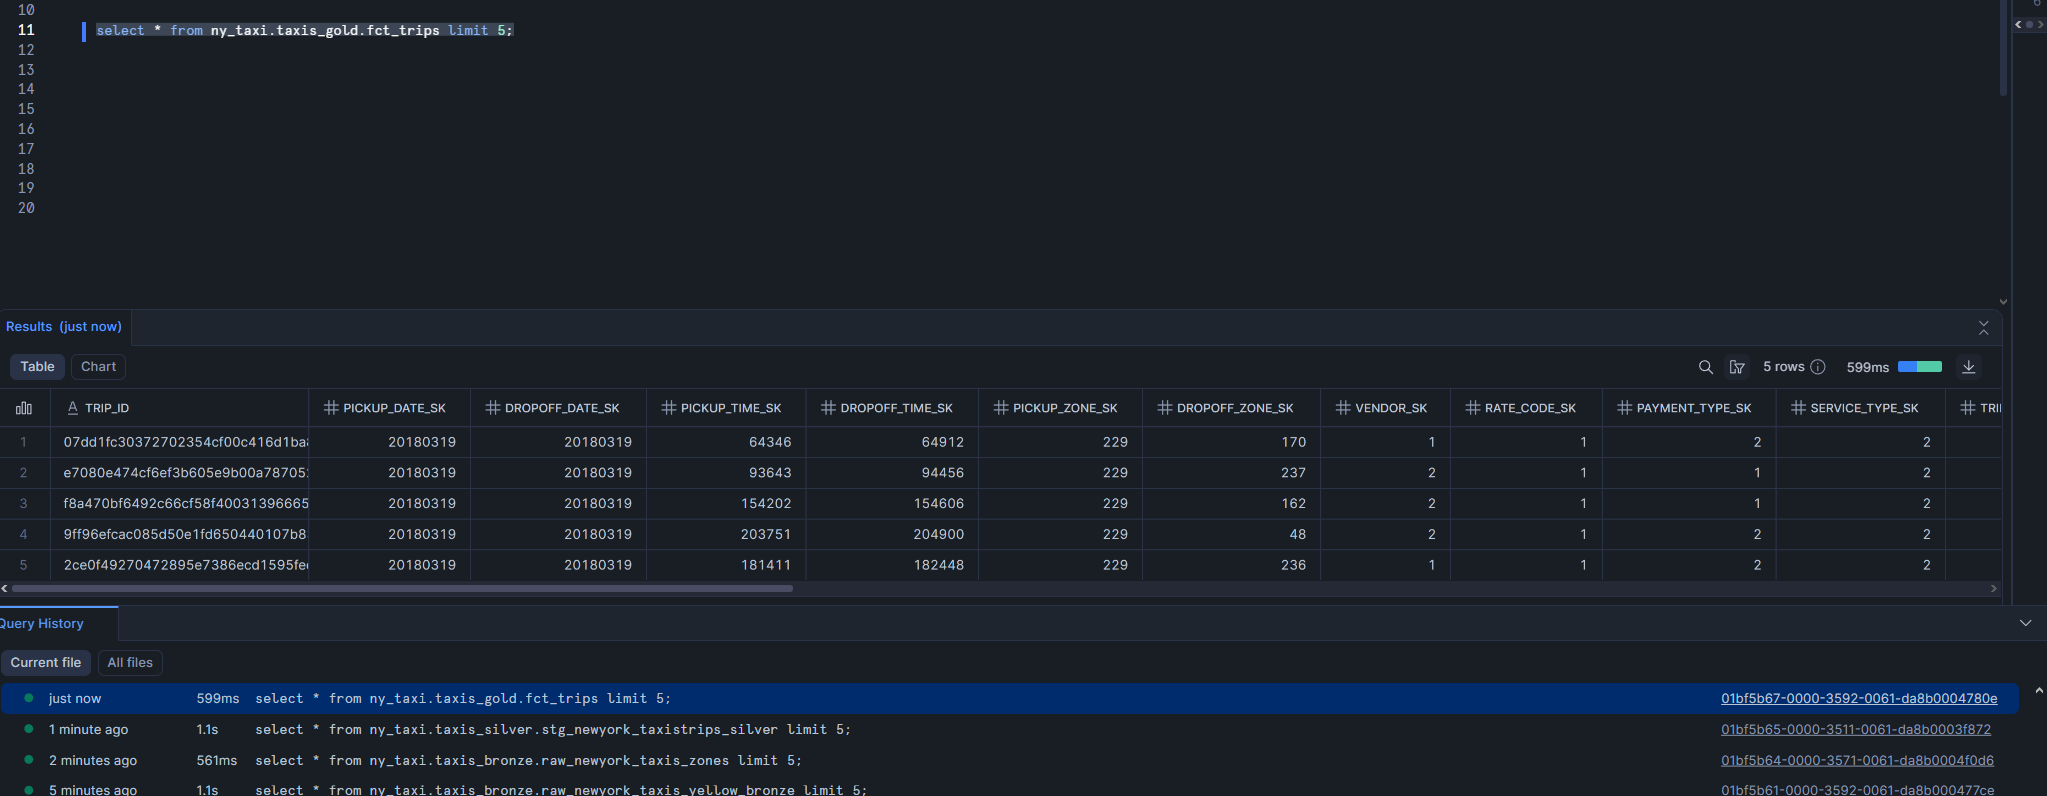 10
11 select * from ny_taxi.taxis_gold.fct_trips limit 5;
12
13
14
15
16
17
18
19
20
Results (just now)
Table Chart 5 rows 599ms
TRIP_ID PICKUP_DATE_SK DROPOFF_DATE_SK PICKUP_TIME_SK DROPOFF_TIME_SK PICKUP_ZONE_SK DROPOFF_ZONE_SK VENDOR_SK RATE_CODE_SK PAYMENT_TYPE_SK SERVICE_TYPE_SK TRI
1 07dd1fc30372702354cf00c416d1ba 20180319 20180319 64346 64912 229 170 1 1 2 2
2 e7080e474cf6ef3b605e9b00a78705 20180319 20180319 93643 94456 229 237 2 1 1 2
3 f8a470bf6492c66cf58f40031396665 20180319 20180319 154202 154606 229 162 2 1 1 2
4 9ff96efcac085d50e1fd650440107b8 20180319 20180319 203751 204900 229 48 2 1 2 2
5 2ce0f49270472895e7386ecd1595fe 20180319 20180319 181411 182448 229 236 1 1 2 2
Query History
Current file All files
just now 599ms select * from ny_taxi.taxis_gold.fct_trips limit 5; 01bf5b67-0000-3592-0061-da8b0004780e
1 minute ago 1.1s select * from ny_taxi.taxis_silver.stg_newyork_taxistrips_silver limit 5; 01bf5b65-0000-3511-0061-da8b0003f872
2 minutes ago 561ms select * from ny_taxi.taxis_bronze.raw_newyork_taxis_zones limit 5; 01bf5b64-0000-3571-0061-da8b0004f0d6
5 minutes ago 1.1s select * from ny_taxi.taxis_bronze.raw_newyork_taxis_yellow_bronze limit 5; 01bf5b61-0000-3592-0061-da8b000477ce